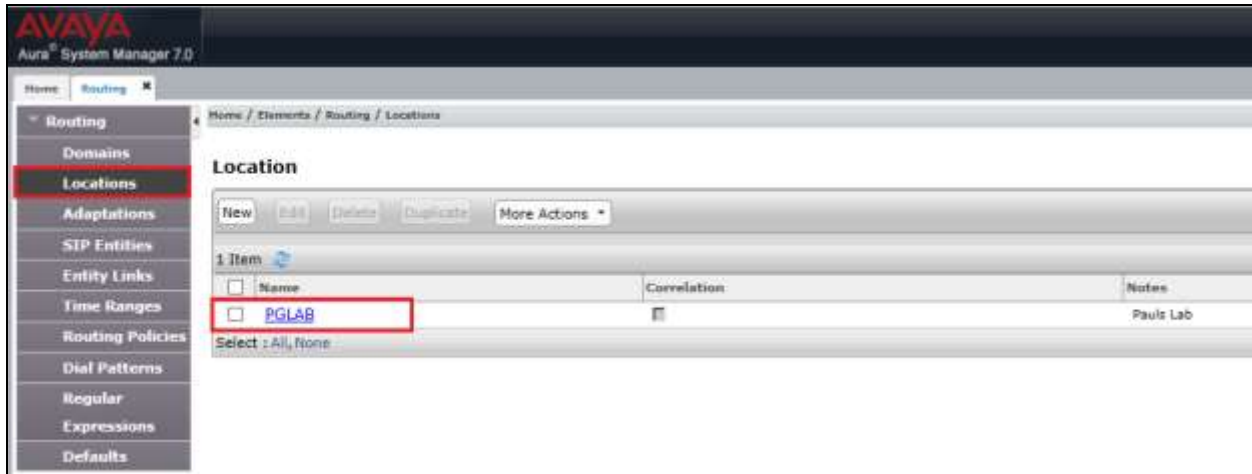 AVAYA
Aura® System Manager 7.0
Home Routing ✖
Routing
Domains
Locations
Adaptations
SIP Entities
Entity Links
Time Ranges
Routing Policies
Dial Patterns
Regular
Expressions
Defaults
Home / Elements / Routing / Locations
Location
New Edit Delete Duplicate More Actions
1 Item
Name Correlation Notes
PGLAB Pauls Lab
Select : All, None